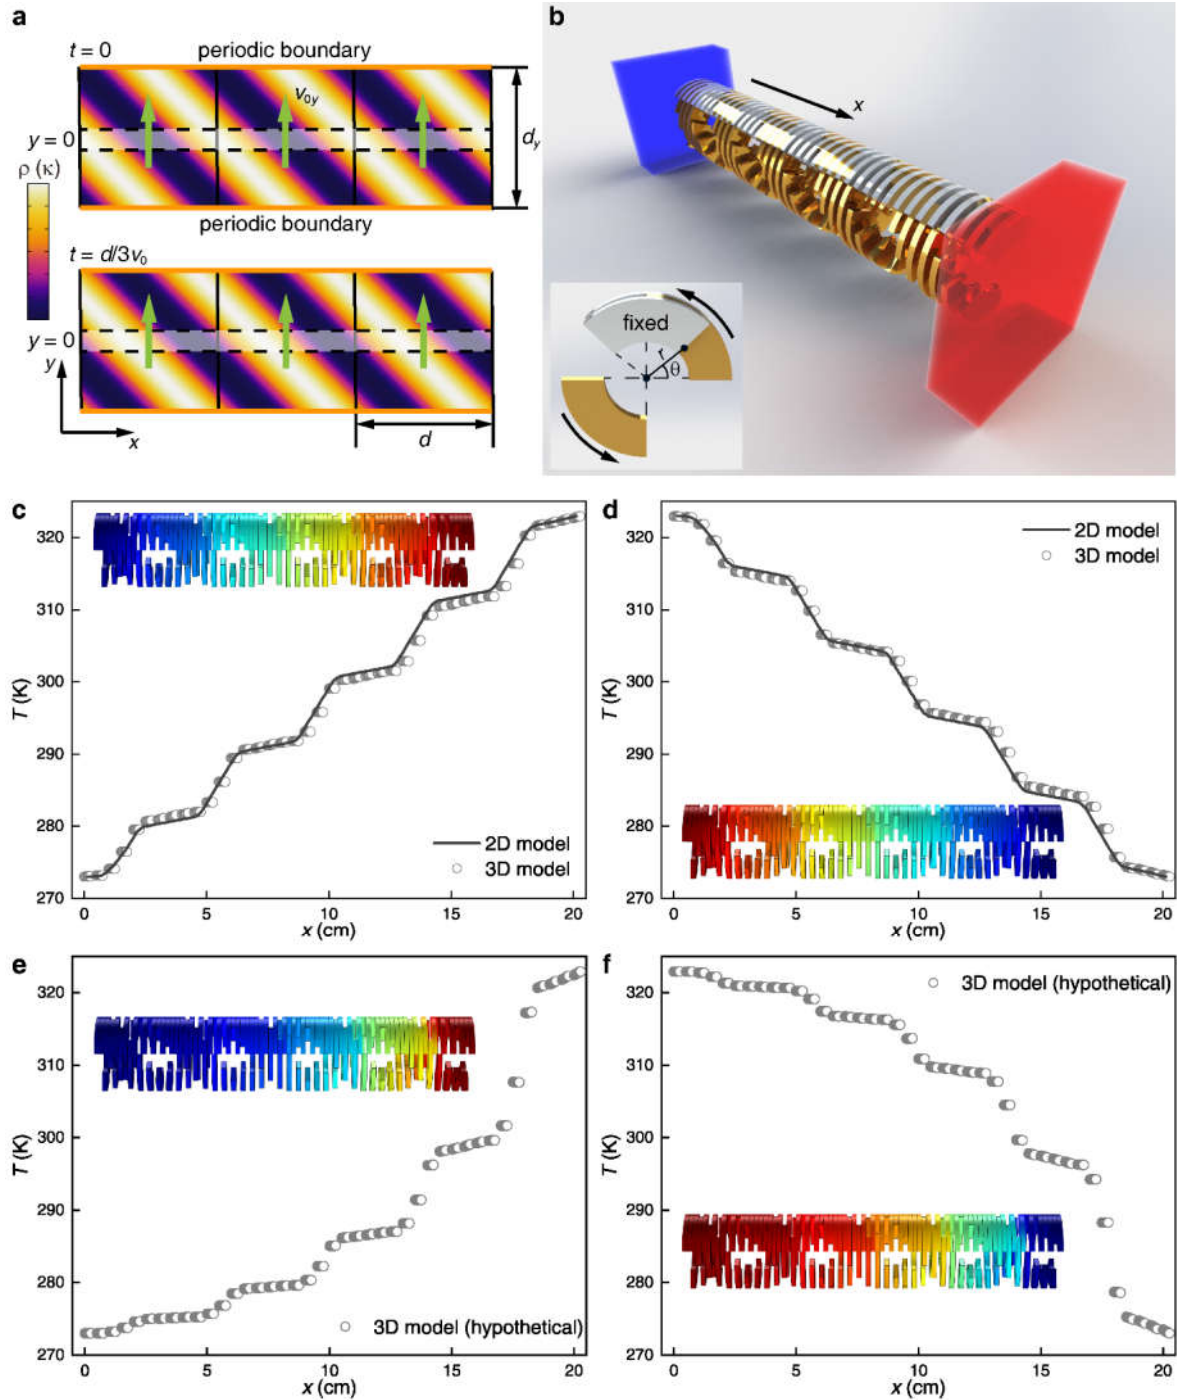 a
t = 0
periodic boundary
v0y
y = 0
dy
ρ (κ)
periodic boundary
t = d/3v0
y = 0
y
x
d
b
x
fixed
r
θ
c
320
310
300
290
280
270
T (K)
2D model
3D model
0
5
10
15
20
x (cm)
d
2D model
3D model
320
310
300
290
280
270
T (K)
0
5
10
15
20
x (cm)
e
320
310
300
290
280
270
T (K)
3D model (hypothetical)
0
5
10
15
20
x (cm)
f
3D model (hypothetical)
320
310
300
290
280
270
T (K)
0
5
10
15
20
x (cm)